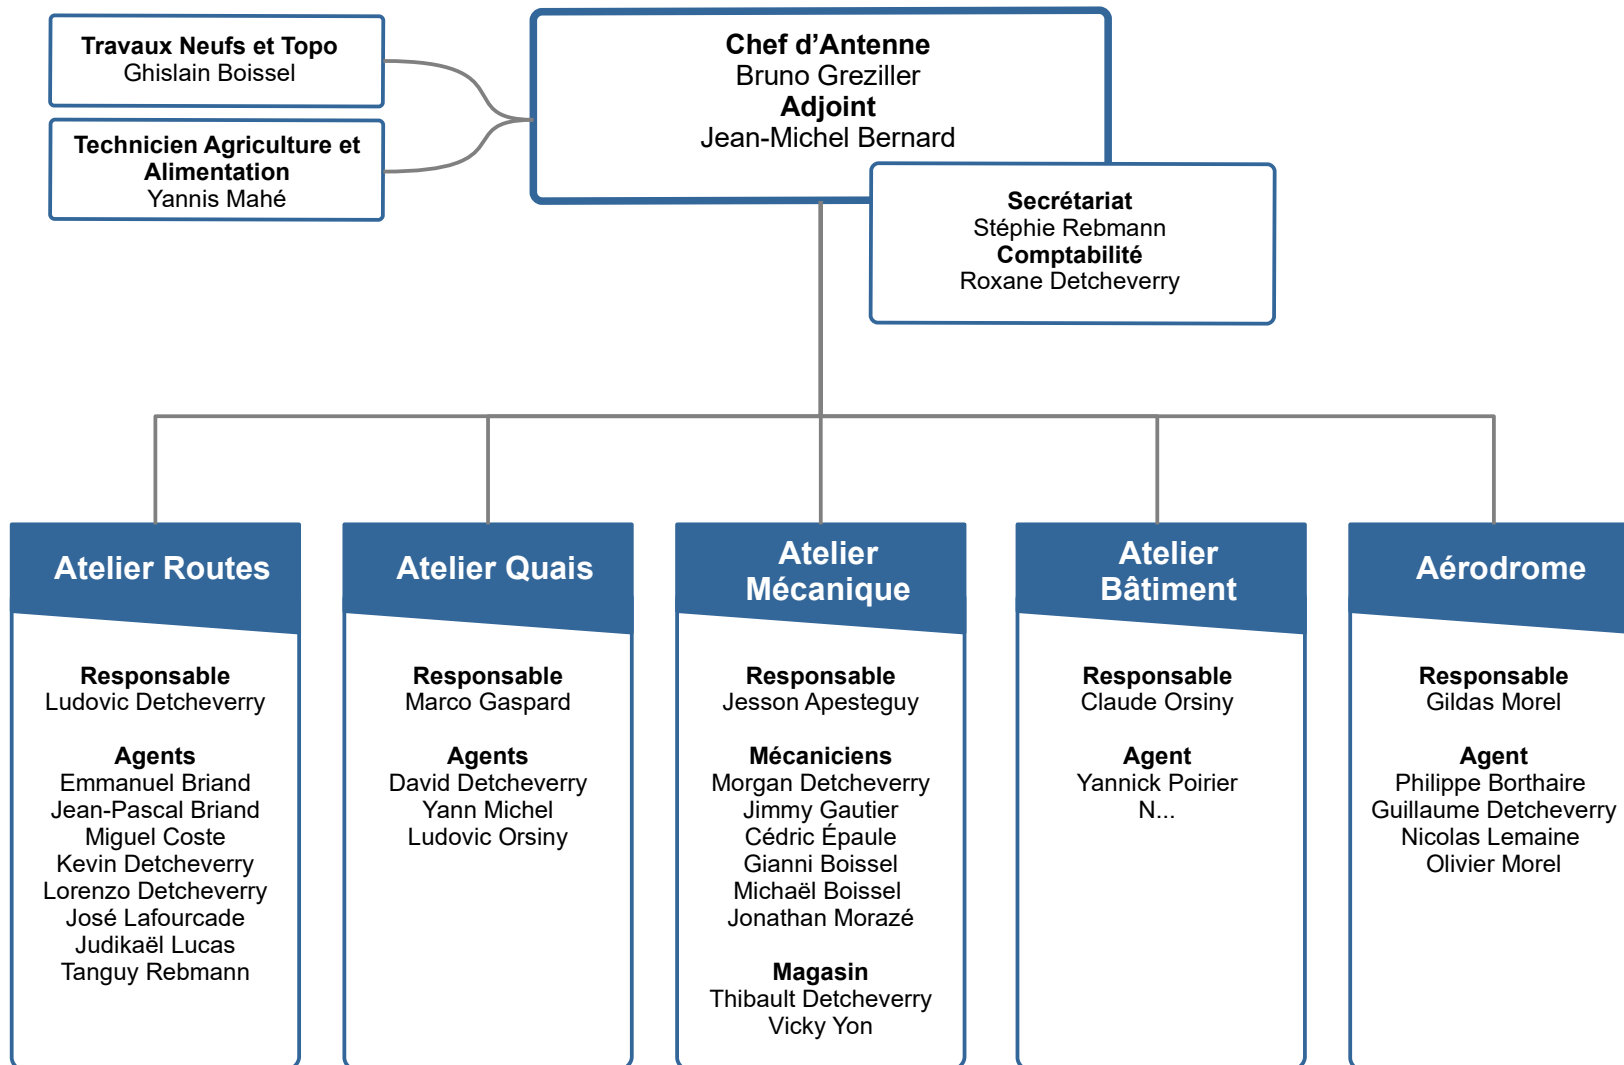 Travaux Neufs et Topo
Ghislain Boissel
Technicien Agriculture et
Alimentation
Yannis Mahé
Chef d’Antenne
Bruno Greziller
Adjoint
Jean-Michel Bernard
Secrétariat
Stéphie Rebmann
Comptabilité
Roxane Detcheverry
Atelier Routes
Responsable
Ludovic Detcheverry
Agents
Emmanuel Briand
Jean-Pascal Briand
Miguel Coste
Kevin Detcheverry
Lorenzo Detcheverry
José Lafourcade
Judikaël Lucas
Tanguy Rebmann
Atelier Quais
Responsable
Marco Gaspard
Agents
David Detcheverry
Yann Michel
Ludovic Orsiny
Atelier
Mécanique
Responsable
Jesson Apesteguy
Mécaniciens
Morgan Detcheverry
Jimmy Gautier
Cédric Épaule
Gianni Boissel
Michaël Boissel
Jonathan Morazé
Magasin
Thibault Detcheverry
Vicky Yon
Atelier
Bâtiment
Responsable
Claude Orsiny
Agent
Yannick Poirier
N...
Aérodrome
Responsable
Gildas Morel
Agent
Philippe Borthaire
Guillaume Detcheverry
Nicolas Lemaine
Olivier Morel